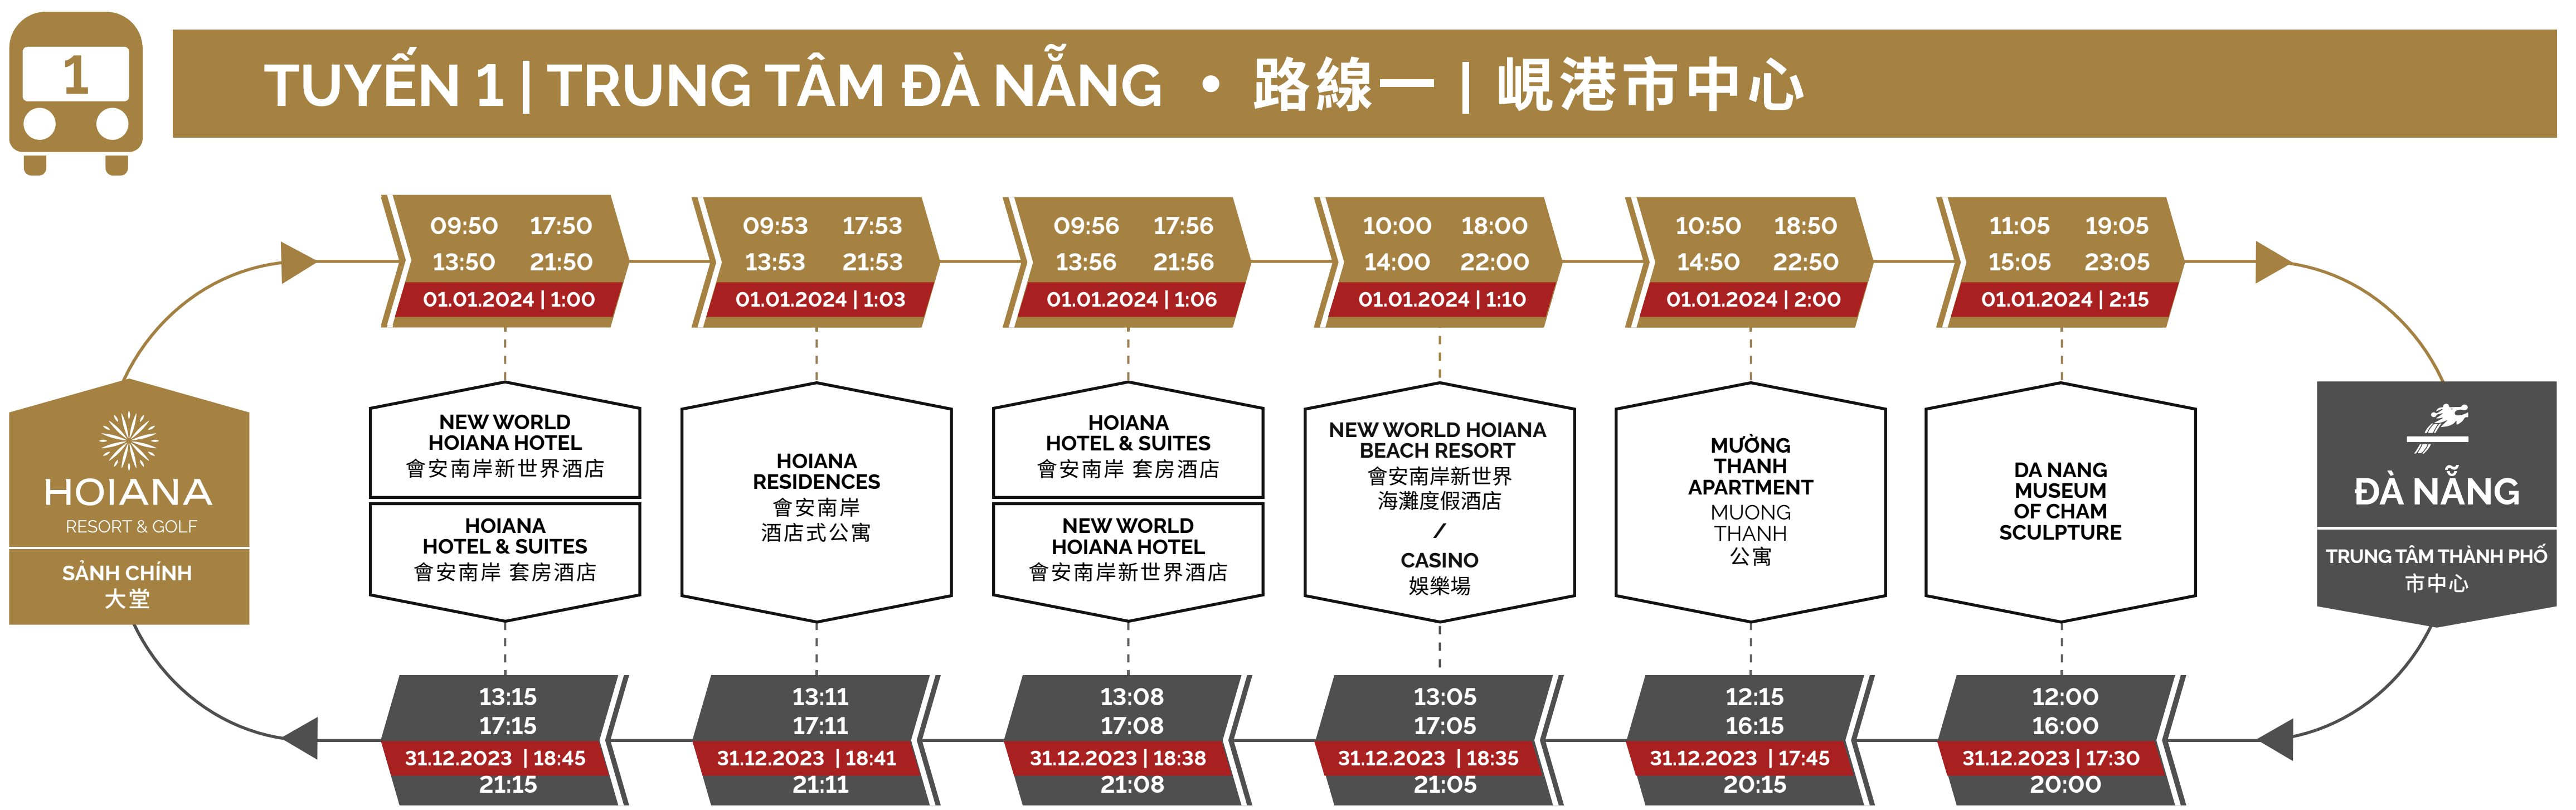 1
TUYẾN 1 | TRUNG TÂM ĐÀ NẴNG • 路線一 | 峴港市中心
09:50 17:50
13:50 21:50
01.01.2024 | 1:00
09:53 17:53
13:53 21:53
01.01.2024 | 1:03
09:56 17:56
13:56 21:56
01.01.2024 | 1:06
10:00 18:00
14:00 22:00
01.01.2024 | 1:10
10:50 18:50
14:50 22:50
01.01.2024 | 2:00
11:05 19:05
15:05 23:05
01.01.2024 | 2:15
HOIANA
RESORT & GOLF
SẢNH CHÍNH
大堂
NEW WORLD
HOIANA HOTEL
會安南岸新世界酒店
HOIANA
HOTEL & SUITES
會安南岸 套房酒店
HOIANA
RESIDENCES
會安南岸
酒店式公寓
HOIANA
HOTEL & SUITES
會安南岸 套房酒店
NEW WORLD
HOIANA HOTEL
會安南岸新世界酒店
NEW WORLD HOIANA
BEACH RESORT
會安南岸新世界
海灘度假酒店
/
CASINO
娛樂場
MƯỜNG
THANH
APARTMENT
MUONG
THANH
公寓
DA NANG
MUSEUM
OF CHAM
SCULPTURE
ĐÀ NẴNG
TRUNG TÂM THÀNH PHỐ
市中心
13:15
17:15
31.12.2023 | 18:45
21:15
13:11
17:11
31.12.2023 | 18:41
21:11
13:08
17:08
31.12.2023 | 18:38
21:08
13:05
17:05
31.12.2023 | 18:35
21:05
12:15
16:15
31.12.2023 | 17:45
20:15
12:00
16:00
31.12.2023 | 17:30
20:00